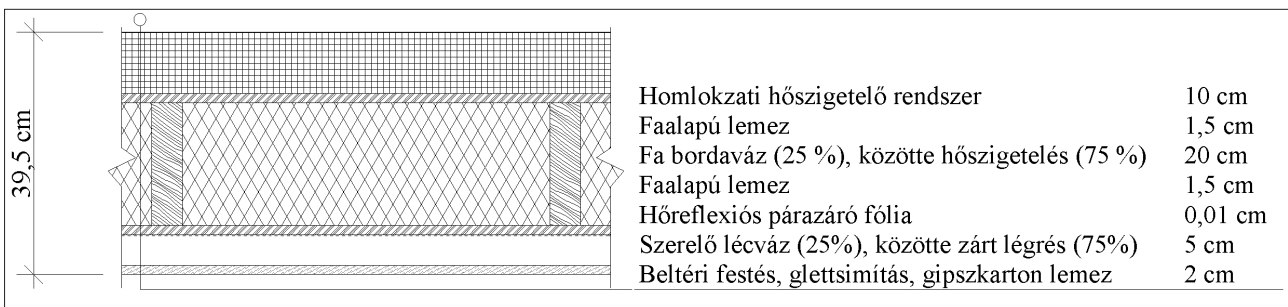 39,5 cm
Homlokzati hőszigetelő rendszer 10 cm
Faalapú lemez 1,5 cm
Fa bordaváz (25 %), közötte hőszigetelés (75 %) 20 cm
Faalapú lemez 1,5 cm
Hőreflexiós párazáró fólia 0,01 cm
Szerelő lécváz (25%), közötte zárt légrés (75%) 5 cm
Beltéri festés, glettsimítás, gipszkarton lemez 2 cm